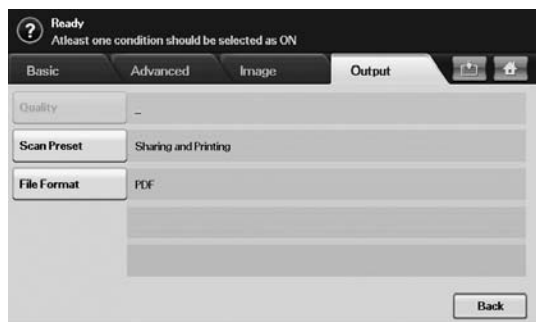 Ready
Atleast one condition should be selected as ON
Basic Advanced Image Output
Quality -
Scan Preset Sharing and Printing
File Format PDF
Back